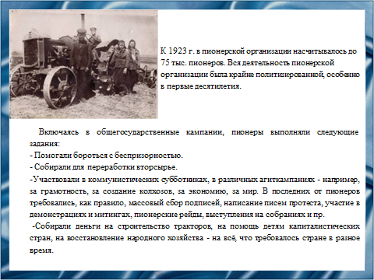 К 1923 г. в пионерской организации насчитывалось до
75 тыс. пионеров. Вся деятельность пионерской
организации была крайне политизированной, особенно
в первые десятилетия.
Включаясь в общегосударственные кампании, пионеры выполняли следующие
задания:
- Помогали бороться с беспризорностью.
- Собирали для переработки вторсырье.
-Участвовали в коммунистических субботниках, в различных агиткампаниях - например,
за грамотность, за создание колхозов, за экономию, за мир. В последних от пионеров
требовались, как правило, массовый сбор подписей, написание писем протеста, участие в
демонстрациях и митингах, пионерские рейды, выступления на собраниях и пр.
-Собирали деньги на строительство тракторов, на помощь детям капиталистических
стран, на восстановление народного хозяйства - на всё, что требовалось стране в разное
время.